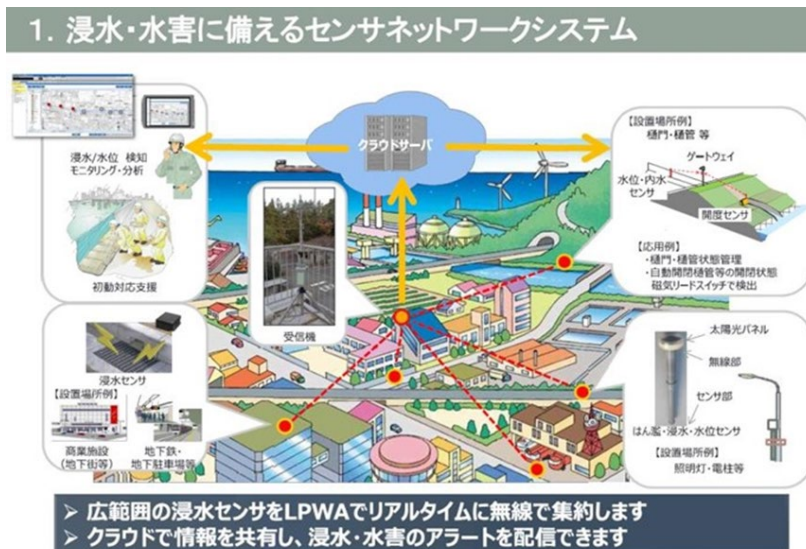 1. 浸水・水害に備えるセンサネットワークシステム
クラウドサーバ
浸水/水位 検知
モニタリング・分析
初動対応支援
受信機
【設置場所例】
樋門・樋管 等
ゲートウェイ
水位・内水
センサ
開度センサ
【応用例】
・樋門・樋管状態管理
・自動開閉樋管等の開閉状態
磁気リードスイッチで検出
浸水センサ
【設置場所例】
商業施設
(地下街等)
地下鉄・
地下駐車場等
太陽光パネル
無線部
センサ部
はん濫・浸水・水位センサ
【設置場所例】
照明灯・電柱等
➢ 広範囲の浸水センサをLPWAでリアルタイムに無線で集約します
➢ クラウドで情報を共有し、浸水・水害のアラートを配信できます